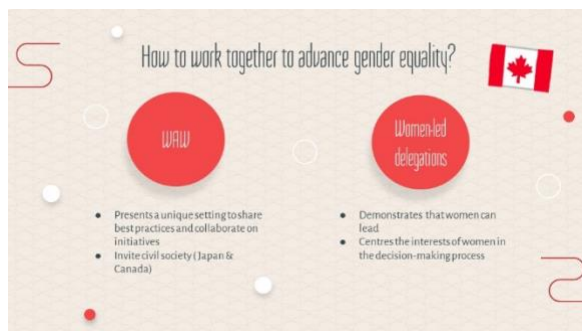 How to work together to advance gender equality?
WAW
Women-led
delegations
● Presents a unique setting to share
best practices and collaborate on
initiatives
● Invite civil society (Japan &
Canada)
● Demonstrates that women can
lead
● Centres the interests of women in
the decision-making process